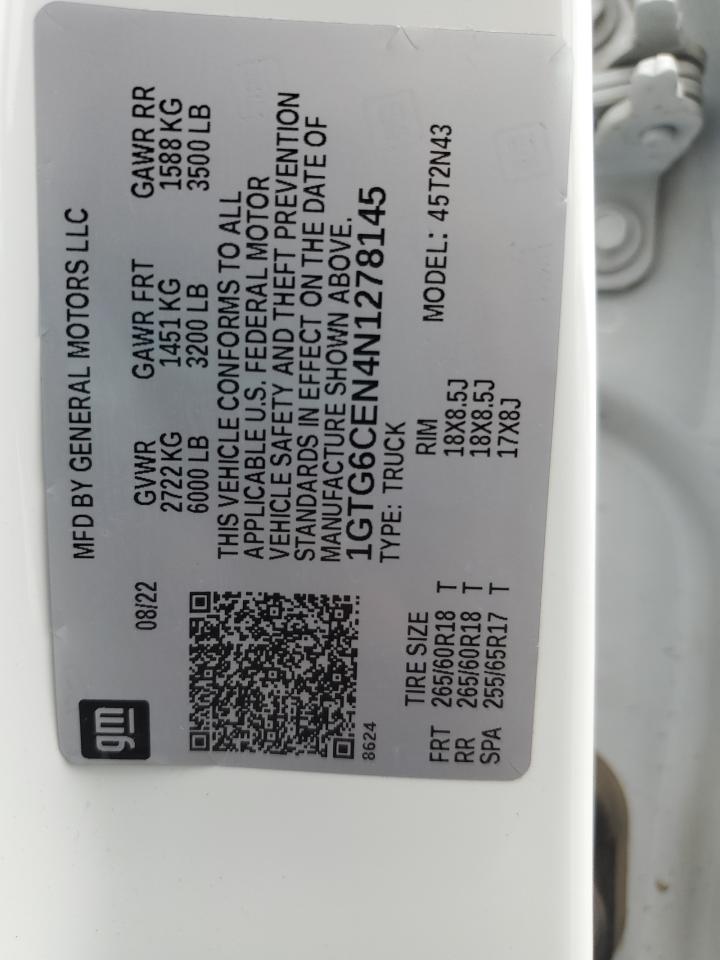 gm
MFD BY GENERAL MOTORS LLC
08/22
GVWR GAWR FRT GAWR RR
2722 KG 1451 KG 1588 KG
6000 LB 3200 LB 3500 LB
THIS VEHICLE CONFORMS TO ALL
APPLICABLE U.S. FEDERAL MOTOR
VEHICLE SAFETY AND THEFT PREVENTION
STANDARDS IN EFFECT ON THE DATE OF
MANUFACTURE SHOWN ABOVE.
1GTG6CEN4N1278145
8624
TYPE: TRUCK
MODEL: 45T2N43
TIRE SIZE RIM
FRT 265/60R18 T 18X8.5J
RR 265/60R18 T 18X8.5J
SPA 255/65R17 T 17X8J